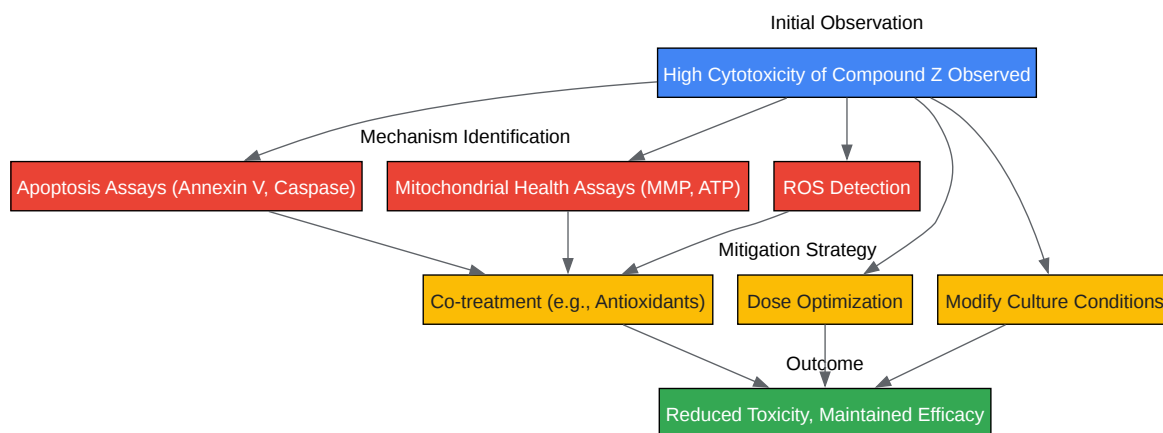 Initial Observation
High Cytotoxicity of Compound Z Observed
Mechanism Identification
Apoptosis Assays (Annexin V, Caspase)
Mitochondrial Health Assays (MMP, ATP)
ROS Detection
Mitigation Strategy
Co-treatment (e.g., Antioxidants)
Dose Optimization
Modify Culture Conditions
Outcome
Reduced Toxicity, Maintained Efficacy